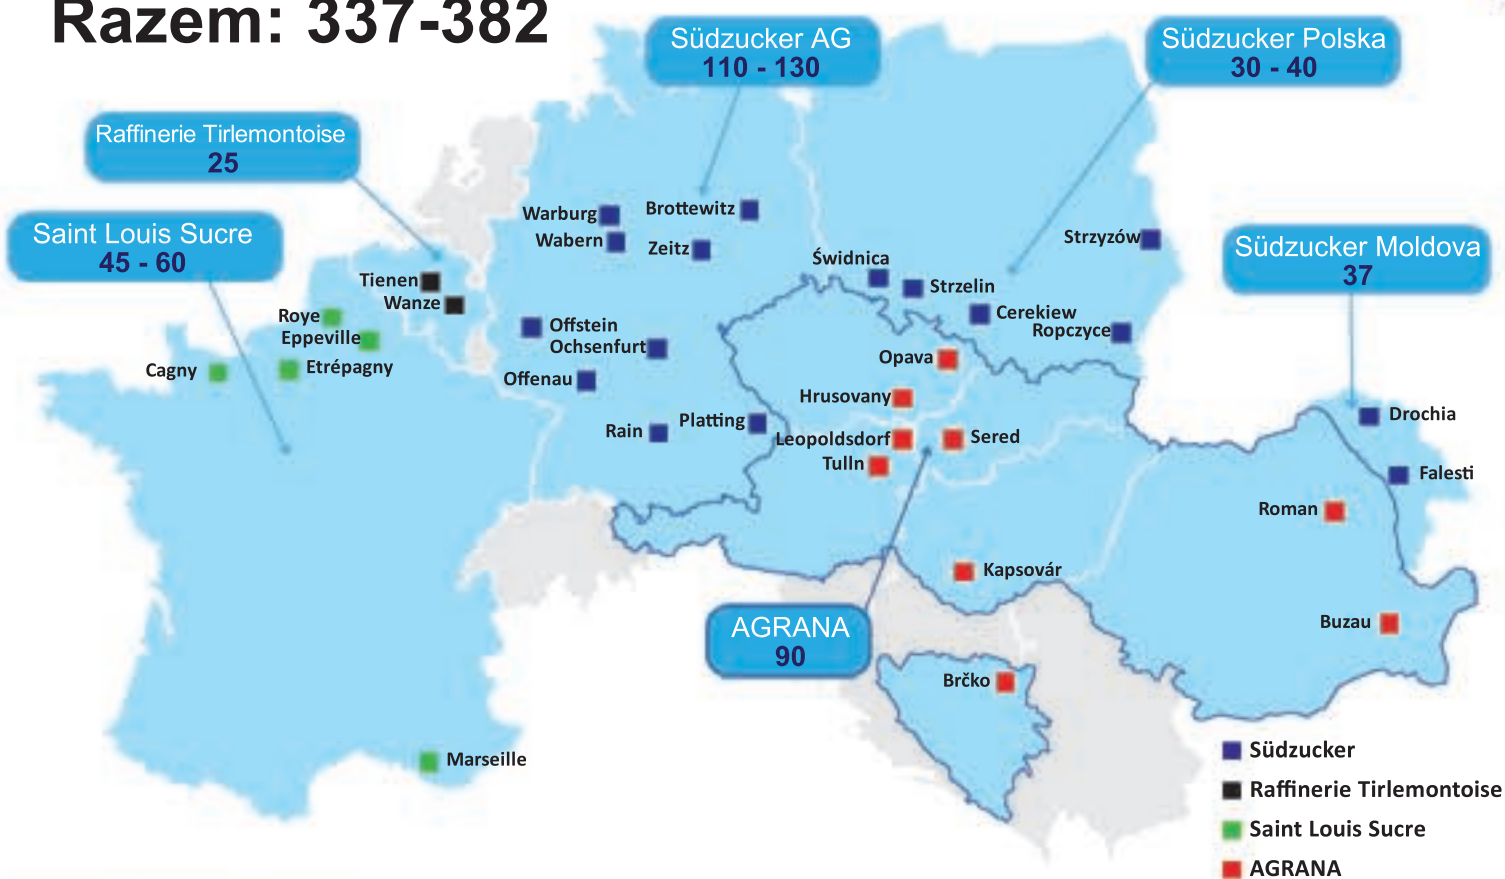 Razem: 337-382
Südzucker AG
110 - 130
Südzucker Polska
30 - 40
Raffinerie Tirlemontoise
25
Saint Louis Sucre
45 - 60
Südzucker Moldova
37
AGRANA
90
Warburg
Brottewitz
Wabern
Zeitz
Strzyzów
Świdnica
Strzelin
Cerekiew
Ropczyce
Tienen
Wanze
Roye
Eppeville
Cagny
Etrépagny
Offstein
Ochsenfurt
Offenau
Rain
Platting
Opava
Hrusovany
Leopoldsdorf
Sered
Tulln
Drochia
Falesti
Roman
Kapsovár
Buzau
Brčko
Marseille
Südzucker
Raffinerie Tirlemontoise
Saint Louis Sucre
AGRANA